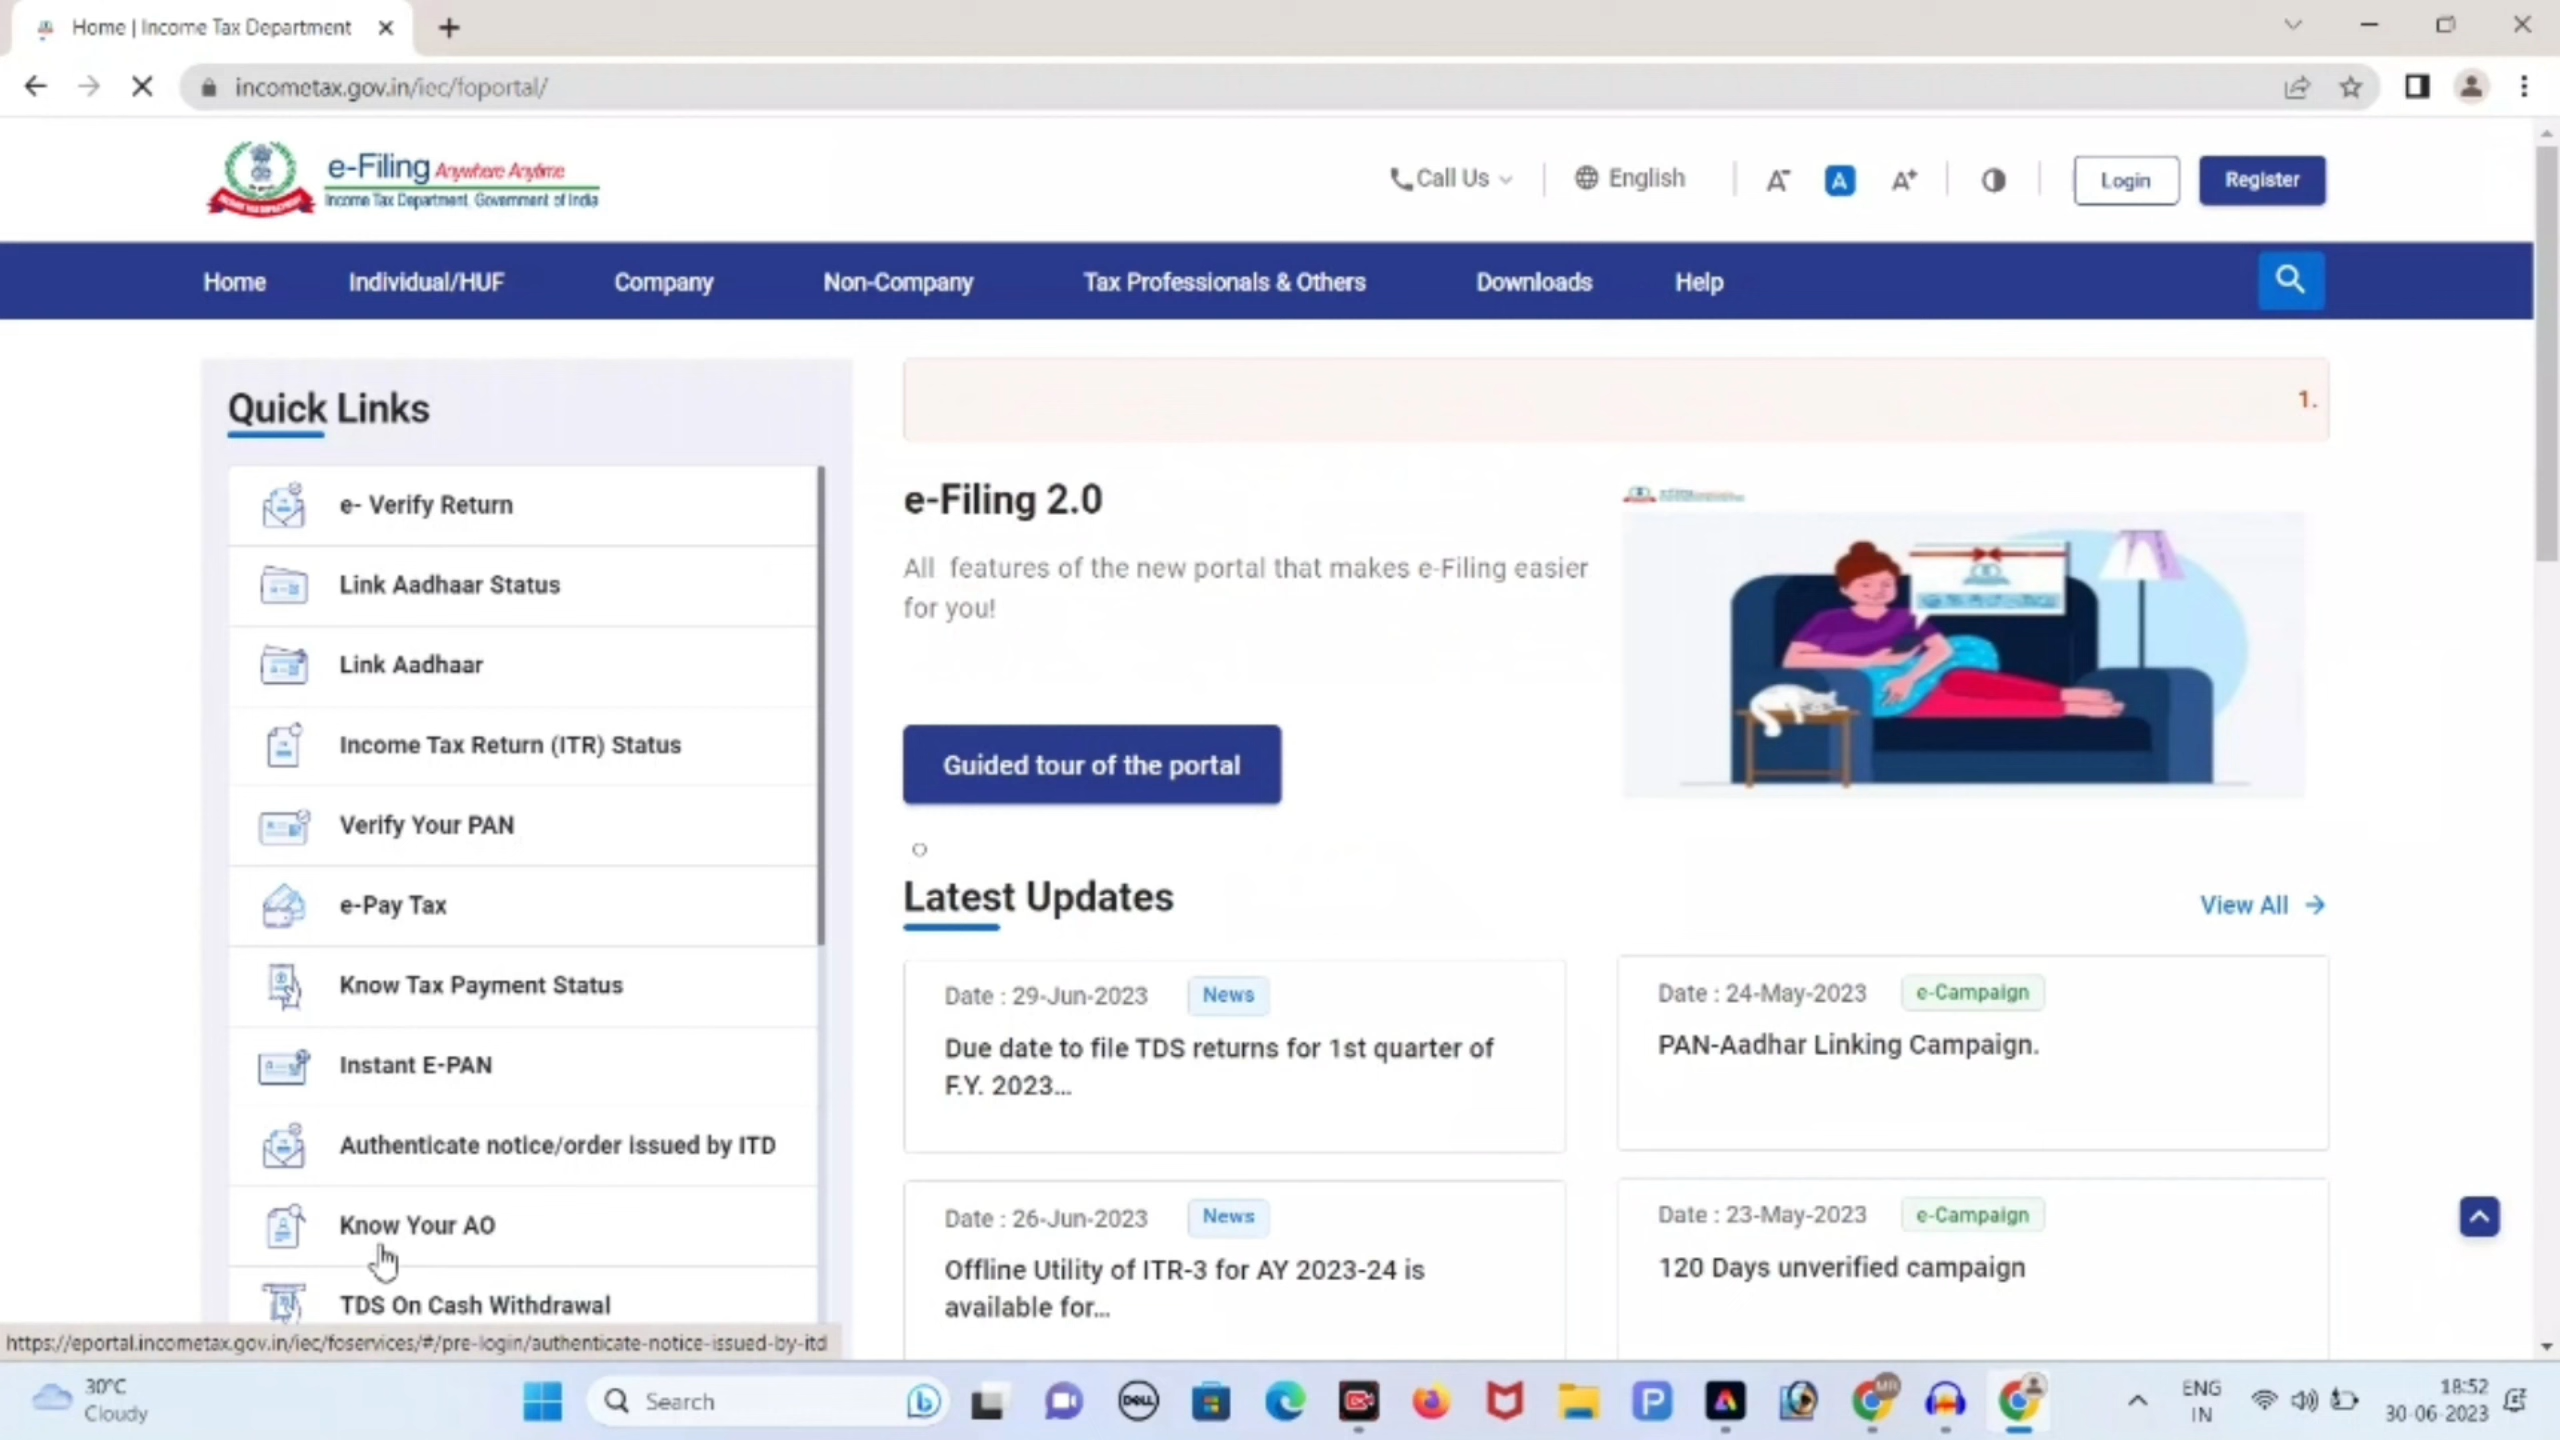 Home | Income Tax Department
incometax.gov.in/iec/foportal/
e-Filing Anywhere Anytime
Income Tax Department, Government of India
Call Us
English
A-
A
A+
Login
Register
Home
Individual/HUF
Company
Non-Company
Tax Professionals & Others
Downloads
Help
Quick Links
e- Verify Return
Link Aadhaar Status
Link Aadhaar
Income Tax Return (ITR) Status
Verify Your PAN
e-Pay Tax
Know Tax Payment Status
Instant E-PAN
Authenticate notice/order issued by ITD
Know Your AO
TDS On Cash Withdrawal
1.
e-Filing 2.0
All features of the new portal that makes e-Filing easier
for you!
Guided tour of the portal
Latest Updates
View All
Date : 29-Jun-2023
News
Due date to file TDS returns for 1st quarter of
F.Y. 2023...
Date : 24-May-2023
e-Campaign
PAN-Aadhar Linking Campaign.
Date : 26-Jun-2023
News
Offline Utility of ITR-3 for AY 2023-24 is
available for...
Date : 23-May-2023
e-Campaign
120 Days unverified campaign
https://eportal.incometax.gov.in/iec/foservices/#/pre-login/authenticate-notice-issued-by-itd
30°C
Cloudy
Search
DELL
MR
ENG
IN
18:52
30-06-2023